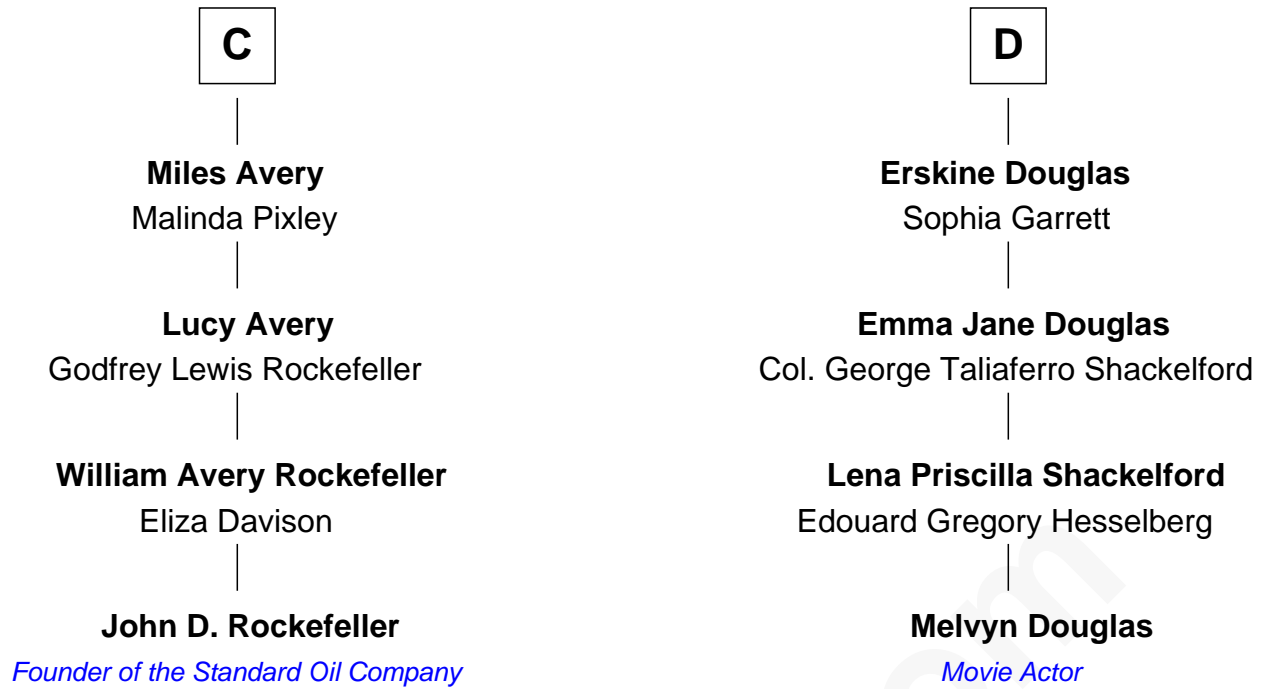 C
Miles Avery
Malinda Pixley
Lucy Avery
Godfrey Lewis Rockefeller
William Avery Rockefeller
Eliza Davison
John D. Rockefeller
Founder of the Standard Oil Company
D
Erskine Douglas
Sophia Garrett
Emma Jane Douglas
Col. George Taliaferro Shackelford
Lena Priscilla Shackelford
Edouard Gregory Hesselberg
Melvyn Douglas
Movie Actor